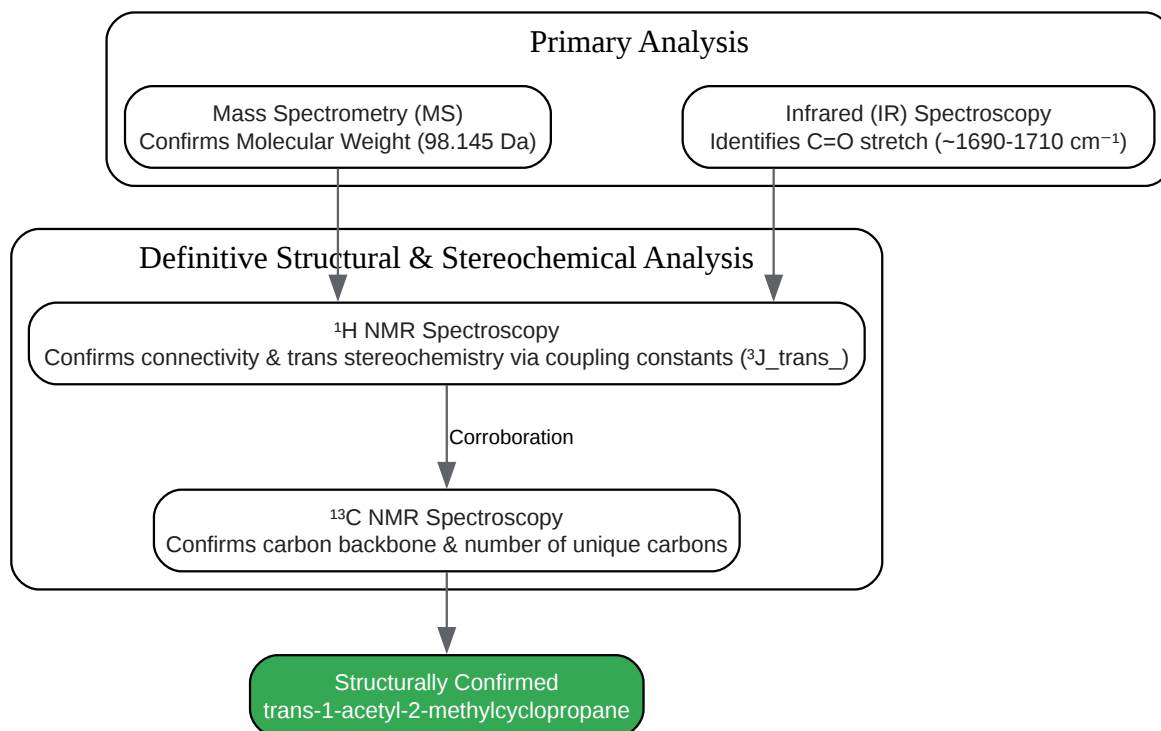 Primary Analysis
Mass Spectrometry (MS)
Confirms Molecular Weight (98.145 Da)
Infrared (IR) Spectroscopy
Identifies C=O stretch (~1690-1710 cm⁻¹)
Definitive Structural & Stereochemical Analysis
¹H NMR Spectroscopy
Confirms connectivity & trans stereochemistry via coupling constants (³J_trans_)
Corroboration
¹³C NMR Spectroscopy
Confirms carbon backbone & number of unique carbons
Structurally Confirmed
trans-1-acetyl-2-methylcyclopropane